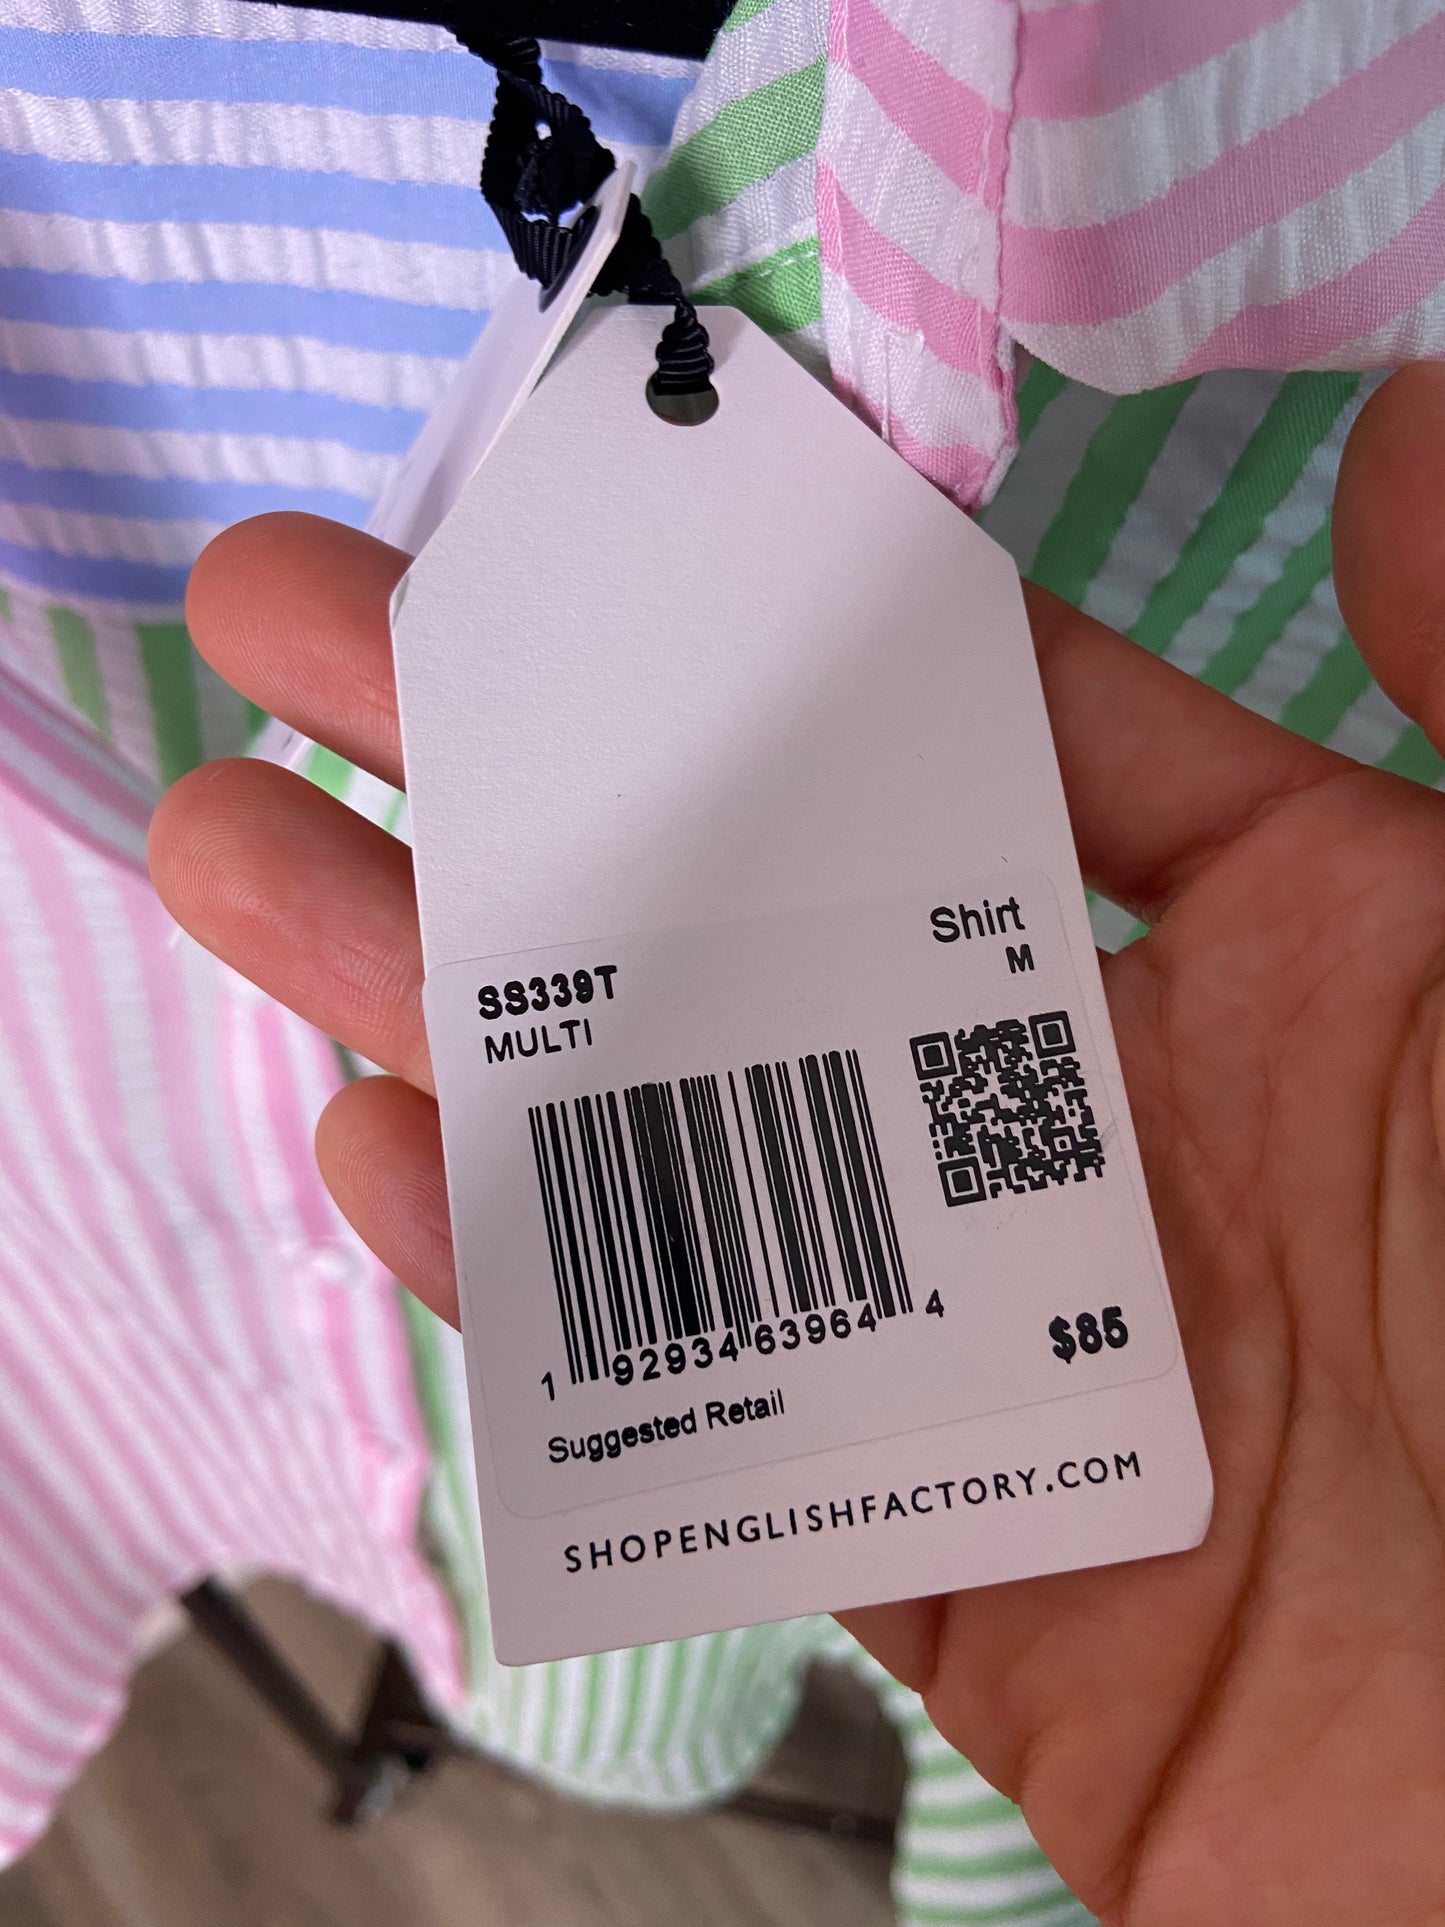 Shirt
M
SS339T
MULTI
1 92934 63964 4
$85
Suggested Retail
SHOPENGLISHFACTORY.COM